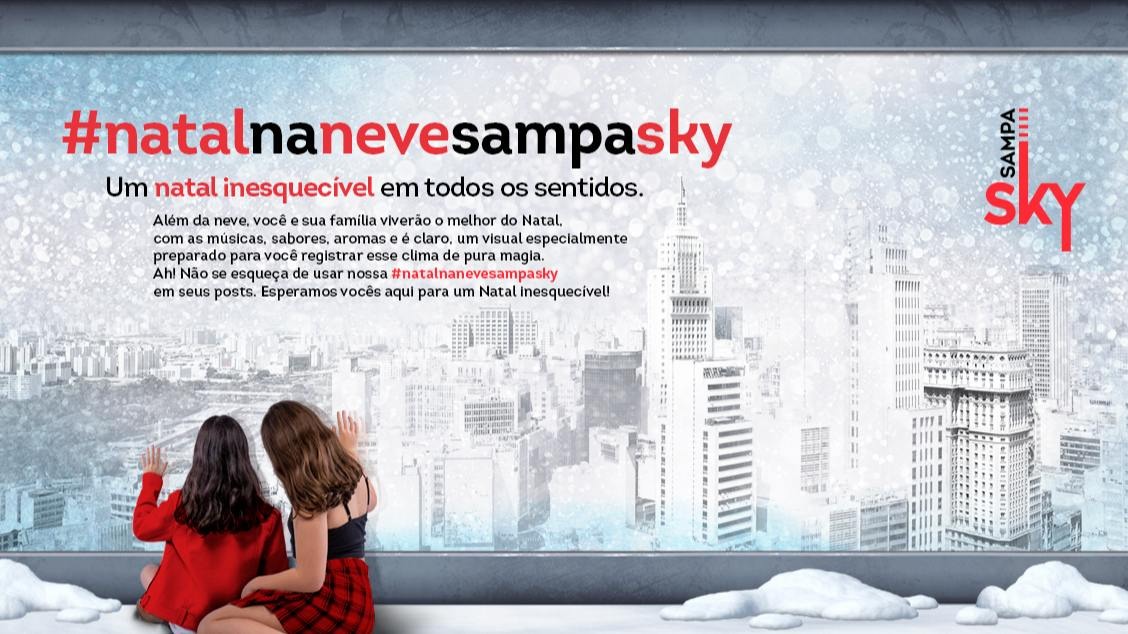 #natalnanevesampasky
Um natal inesquecível em todos os sentidos.
Além da neve, você e sua família viverão o melhor do Natal,
com as músicas, sabores, aromas e é claro, um visual especialmente
preparado para você registrar esse clima de pura magia.
Ah! Não se esqueça de usar nossa #natalnanevesampasky
em seus posts. Esperamos vocês aqui para um Natal inesquecível!
SAMPA
sky